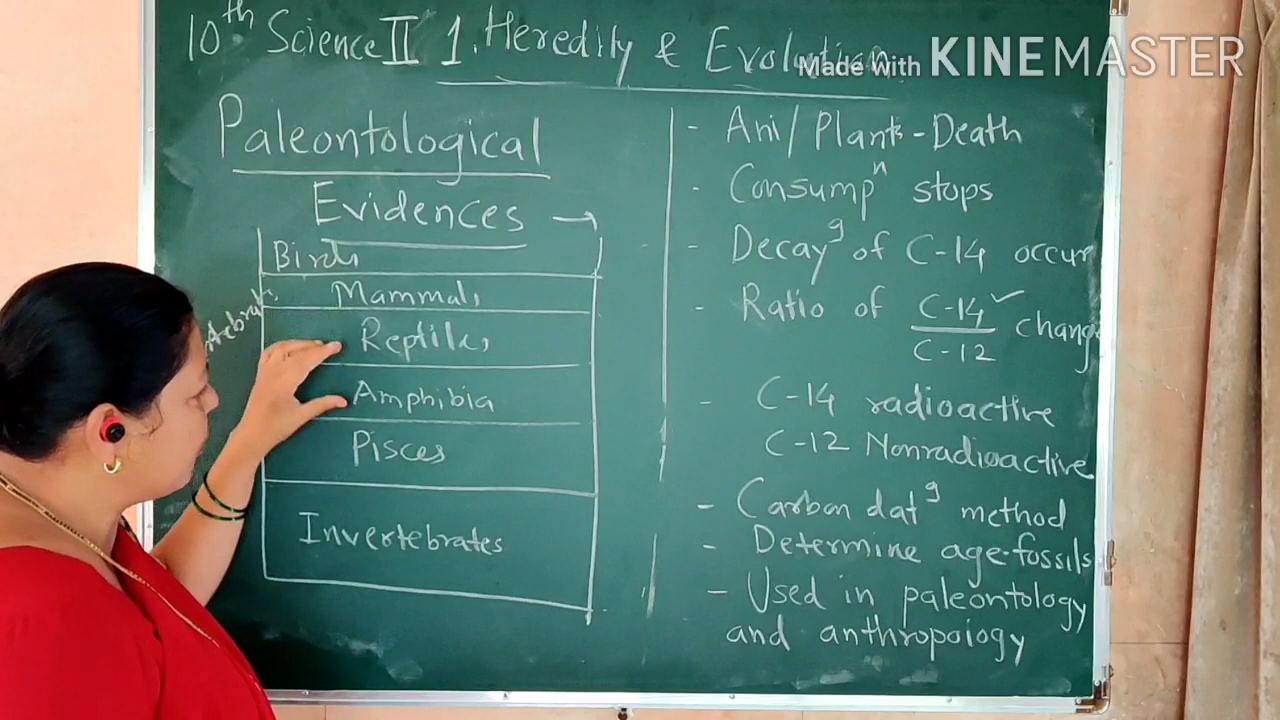 10th Science II 1. Heredity & Evolution
Made with KINEMASTER
Paleontological
Evidences
Birds
Mammals
Reptiles
Amphibia
Pisces
Invertebrates
- Ani/Plants - Death
- Consumpn stops
- Decayg of C-14 occur
- Ratio of C-14 / C-12 change
- C-14 radioactive
C-12 Nonradioactive
- Carbon datg method
- Determine age-fossils
- Used in paleontology
and anthropology